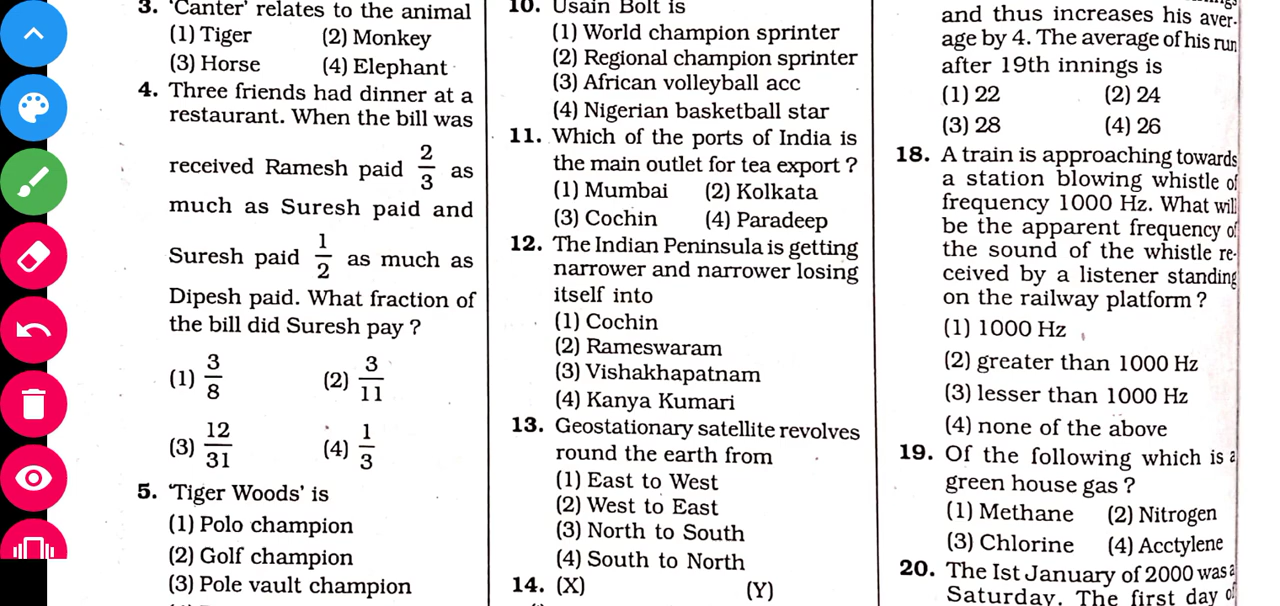 3. 'Canter' relates to the animal
(1) Tiger (2) Monkey
(3) Horse (4) Elephant
4. Three friends had dinner at a
restaurant. When the bill was
received Ramesh paid 2/3 as
much as Suresh paid and
Suresh paid 1/2 as much as
Dipesh paid. What fraction of
the bill did Suresh pay ?
(1) 3/8 (2) 3/11
(3) 12/31 (4) 1/3
5. 'Tiger Woods' is
(1) Polo champion
(2) Golf champion
(3) Pole vault champion
10. Usain Bolt is
(1) World champion sprinter
(2) Regional champion sprinter
(3) African volleyball acc
(4) Nigerian basketball star
11. Which of the ports of India is
the main outlet for tea export ?
(1) Mumbai (2) Kolkata
(3) Cochin (4) Paradeep
12. The Indian Peninsula is getting
narrower and narrower losing
itself into
(1) Cochin
(2) Rameswaram
(3) Vishakhapatnam
(4) Kanya Kumari
13. Geostationary satellite revolves
round the earth from
(1) East to West
(2) West to East
(3) North to South
(4) South to North
14. (X) (Y)
and thus increases his aver-
age by 4. The average of his run
after 19th innings is
(1) 22 (2) 24
(3) 28 (4) 26
18. A train is approaching towards
a station blowing whistle of
frequency 1000 Hz. What will
be the apparent frequency of
the sound of the whistle re-
ceived by a listener standing
on the railway platform ?
(1) 1000 Hz
(2) greater than 1000 Hz
(3) lesser than 1000 Hz
(4) none of the above
19. Of the following which is a
green house gas ?
(1) Methane (2) Nitrogen
(3) Chlorine (4) Acctylene
20. The Ist January of 2000 was a
Saturday. The first day of